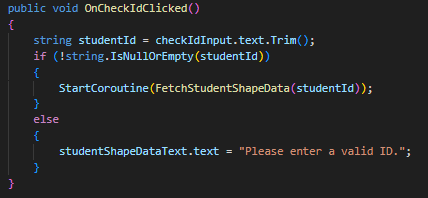 public void OnCheckIdClicked()
{
    string studentId = checkIdInput.text.Trim();
    if (!string.IsNullOrEmpty(studentId))
    {
        StartCoroutine(FetchStudentShapeData(studentId));
    }
    else
    {
        studentShapeDataText.text = "Please enter a valid ID.";
    }
}